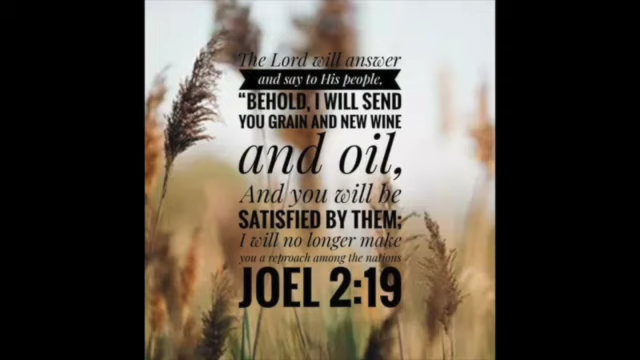 The Lord will answer
and say to His people,
“BEHOLD, I WILL SEND
YOU GRAIN AND NEW WINE
and oil,
And you will be
SATISFIED BY THEM;
I will no longer make
you a reproach among the nations
JOEL 2:19